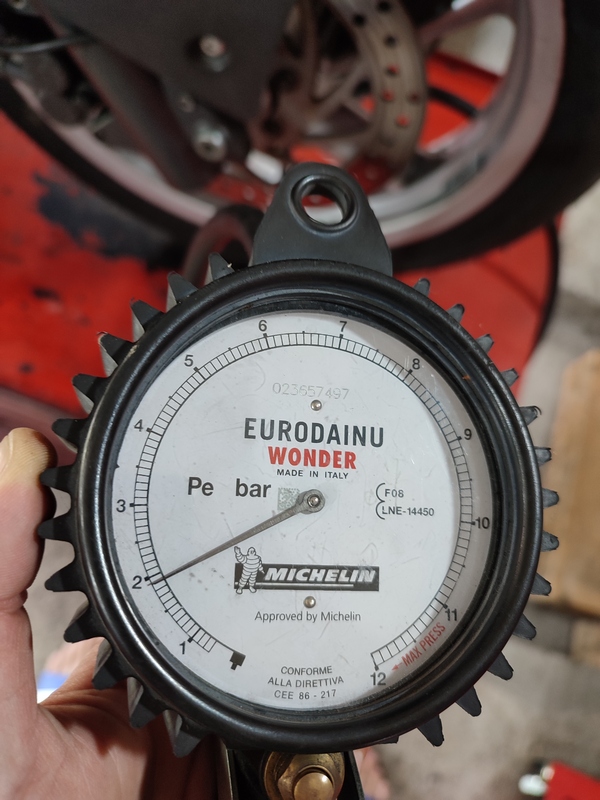 6
7
5
8
023657497
4
9
EURODAINU
WONDER
MADE IN ITALY
Pe bar
F08
LNE-14450
3
10
2
MICHELIN
Approved by Michelin
11
MAX PRESS
1
12
CONFORME
ALLA DIRETTIVA
CEE 86 - 217